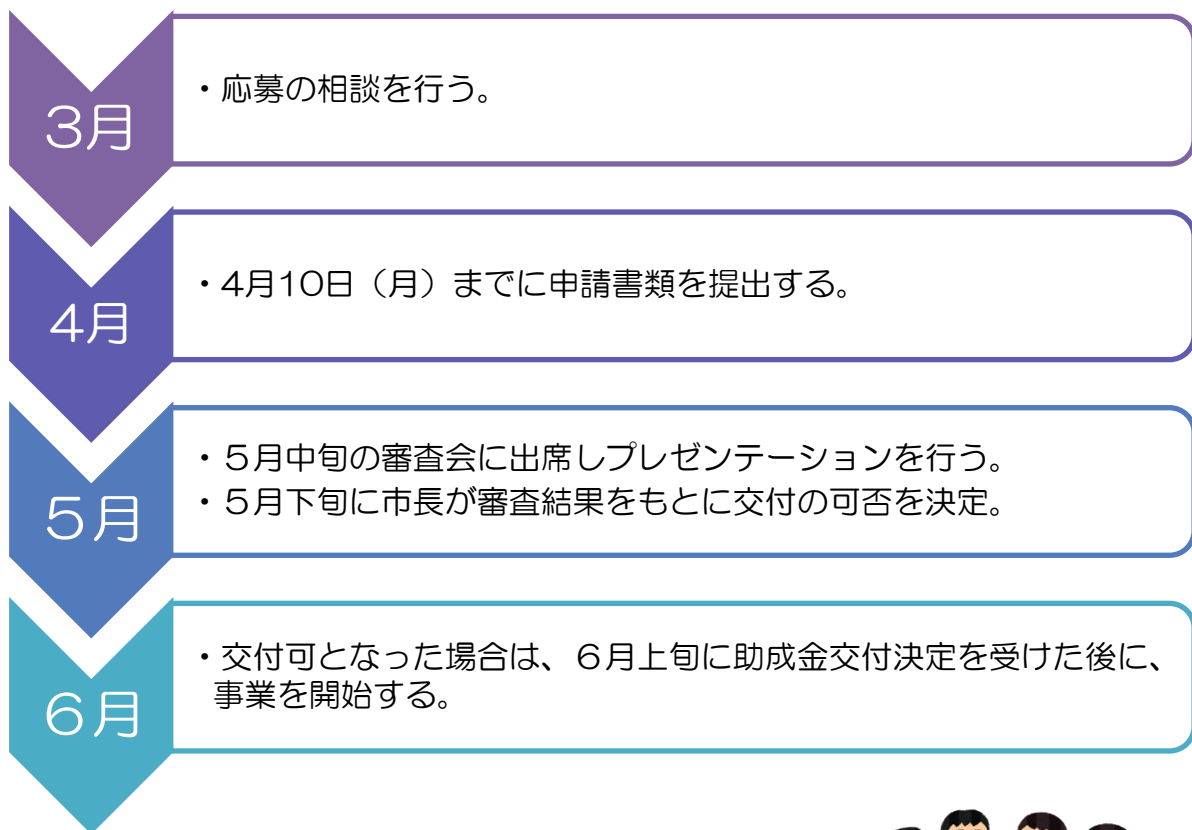 3月
・応募の相談を行う。
4月
・4月10日（月）までに申請書類を提出する。
5月
・５月中旬の審査会に出席しプレゼンテーションを行う。
・５月下旬に市長が審査結果をもとに交付の可否を決定。
6月
・交付可となった場合は、６月上旬に助成金交付決定を受けた後に、
事業を開始する。